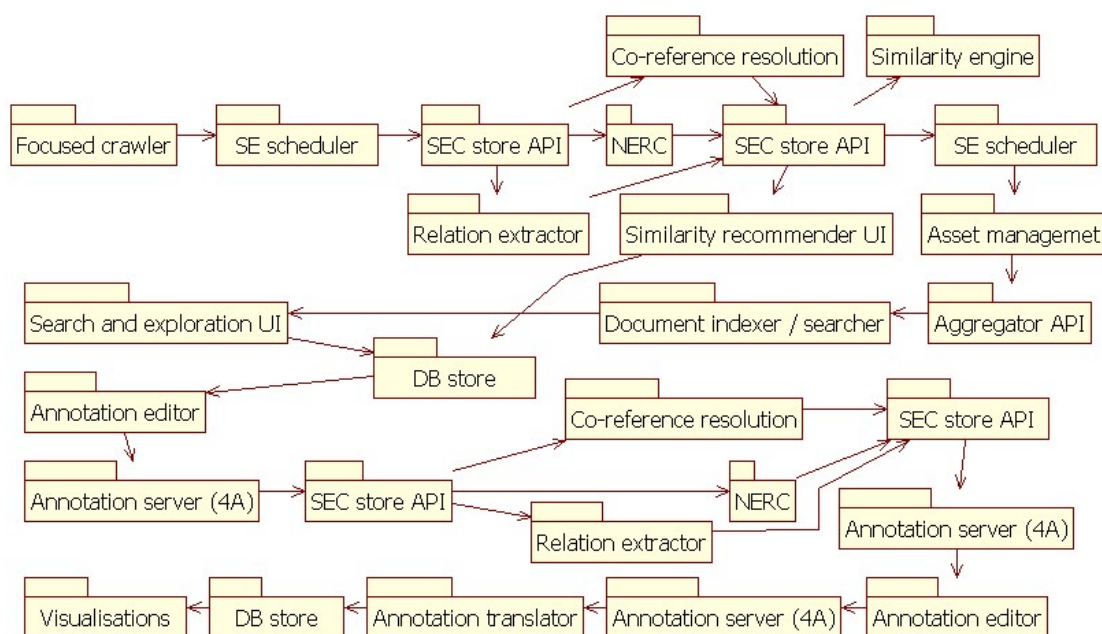 Co-reference resolution
Similarity engine
Focused crawler
SE scheduler
SEC store API
NERC
SEC store API
SE scheduler
Relation extractor
Similarity recommender UI
Asset managemet
Search and exploration UI
Document indexer / searcher
Aggregator API
DB store
Annotation editor
Co-reference resolution
SEC store API
Annotation server (4A)
SEC store API
NERC
Relation extractor
Annotation server (4A)
Visualisations
DB store
Annotation translator
Annotation server (4A)
Annotation editor